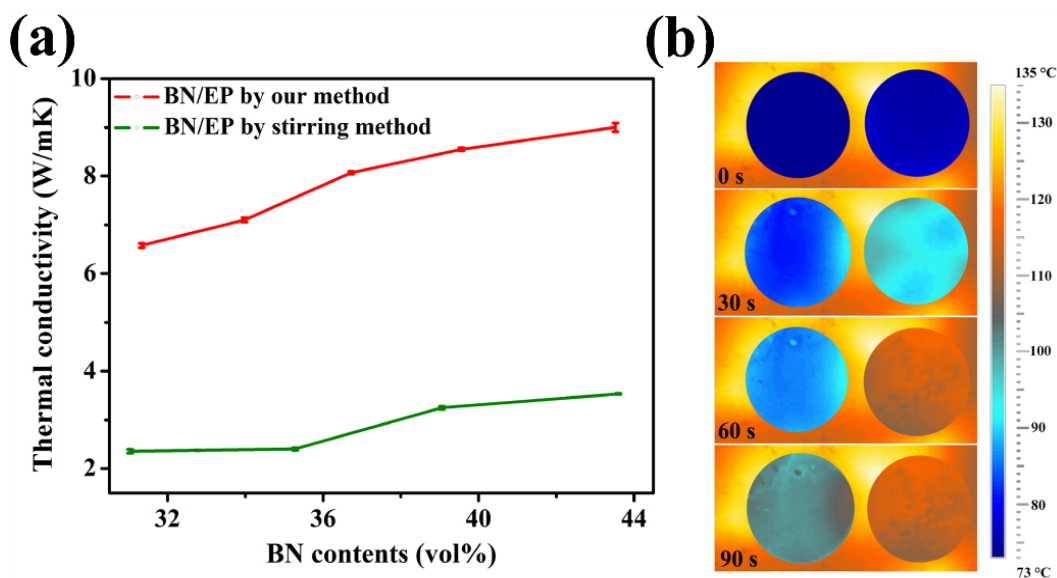 (a)
Thermal conductivity (W/mK)
10
8
6
4
2
BN/EP by our method
BN/EP by stirring method
32
36
40
44
BN contents (vol%)
(b)
0 s
30 s
60 s
90 s
135 °C
130
120
110
100
90
80
73 °C